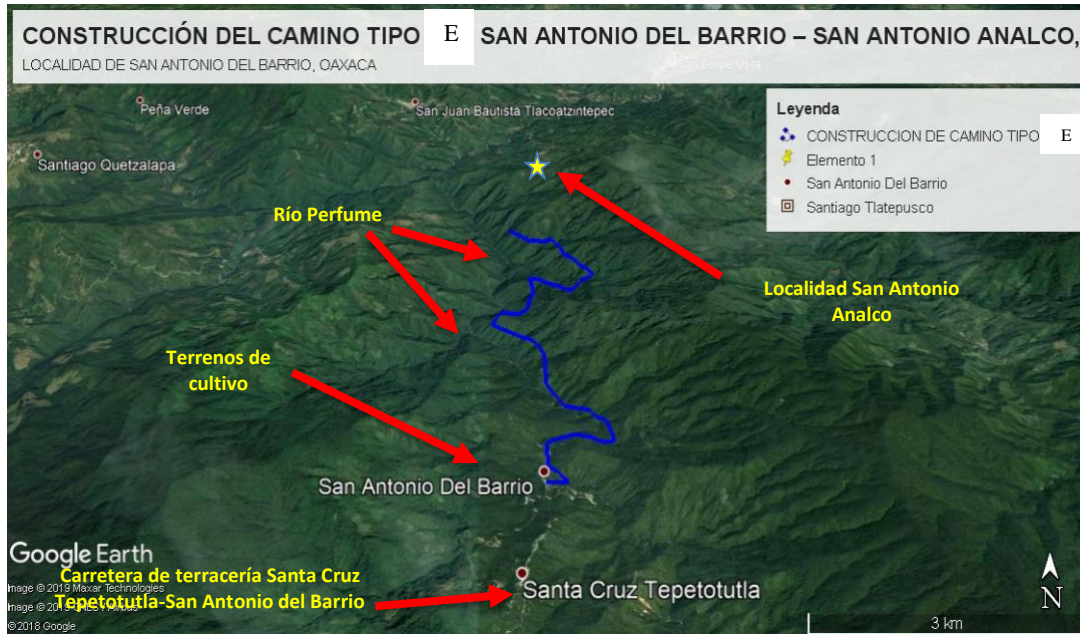 CONSTRUCCIÓN DEL CAMINO TIPO E SAN ANTONIO DEL BARRIO – SAN ANTONIO ANALCO,
LOCALIDAD DE SAN ANTONIO DEL BARRIO, OAXACA
Peña Verde
San Juan Bautista Tlacoatzintepec
Santiago Quetzalapa
Leyenda
CONSTRUCCION DE CAMINO TIPO E
Elemento 1
San Antonio Del Barrio
Santiago Tlatepusco
Río Perfume
Localidad San Antonio
Analco
Terrenos de
cultivo
San Antonio Del Barrio
Google Earth
Image © 2019 Maxar Technologies
Image © 2019
©2018 Google
Carretera de terracería Santa Cruz
Tepetotutla-San Antonio del Barrio
Santa Cruz Tepetotutla
N
3 km